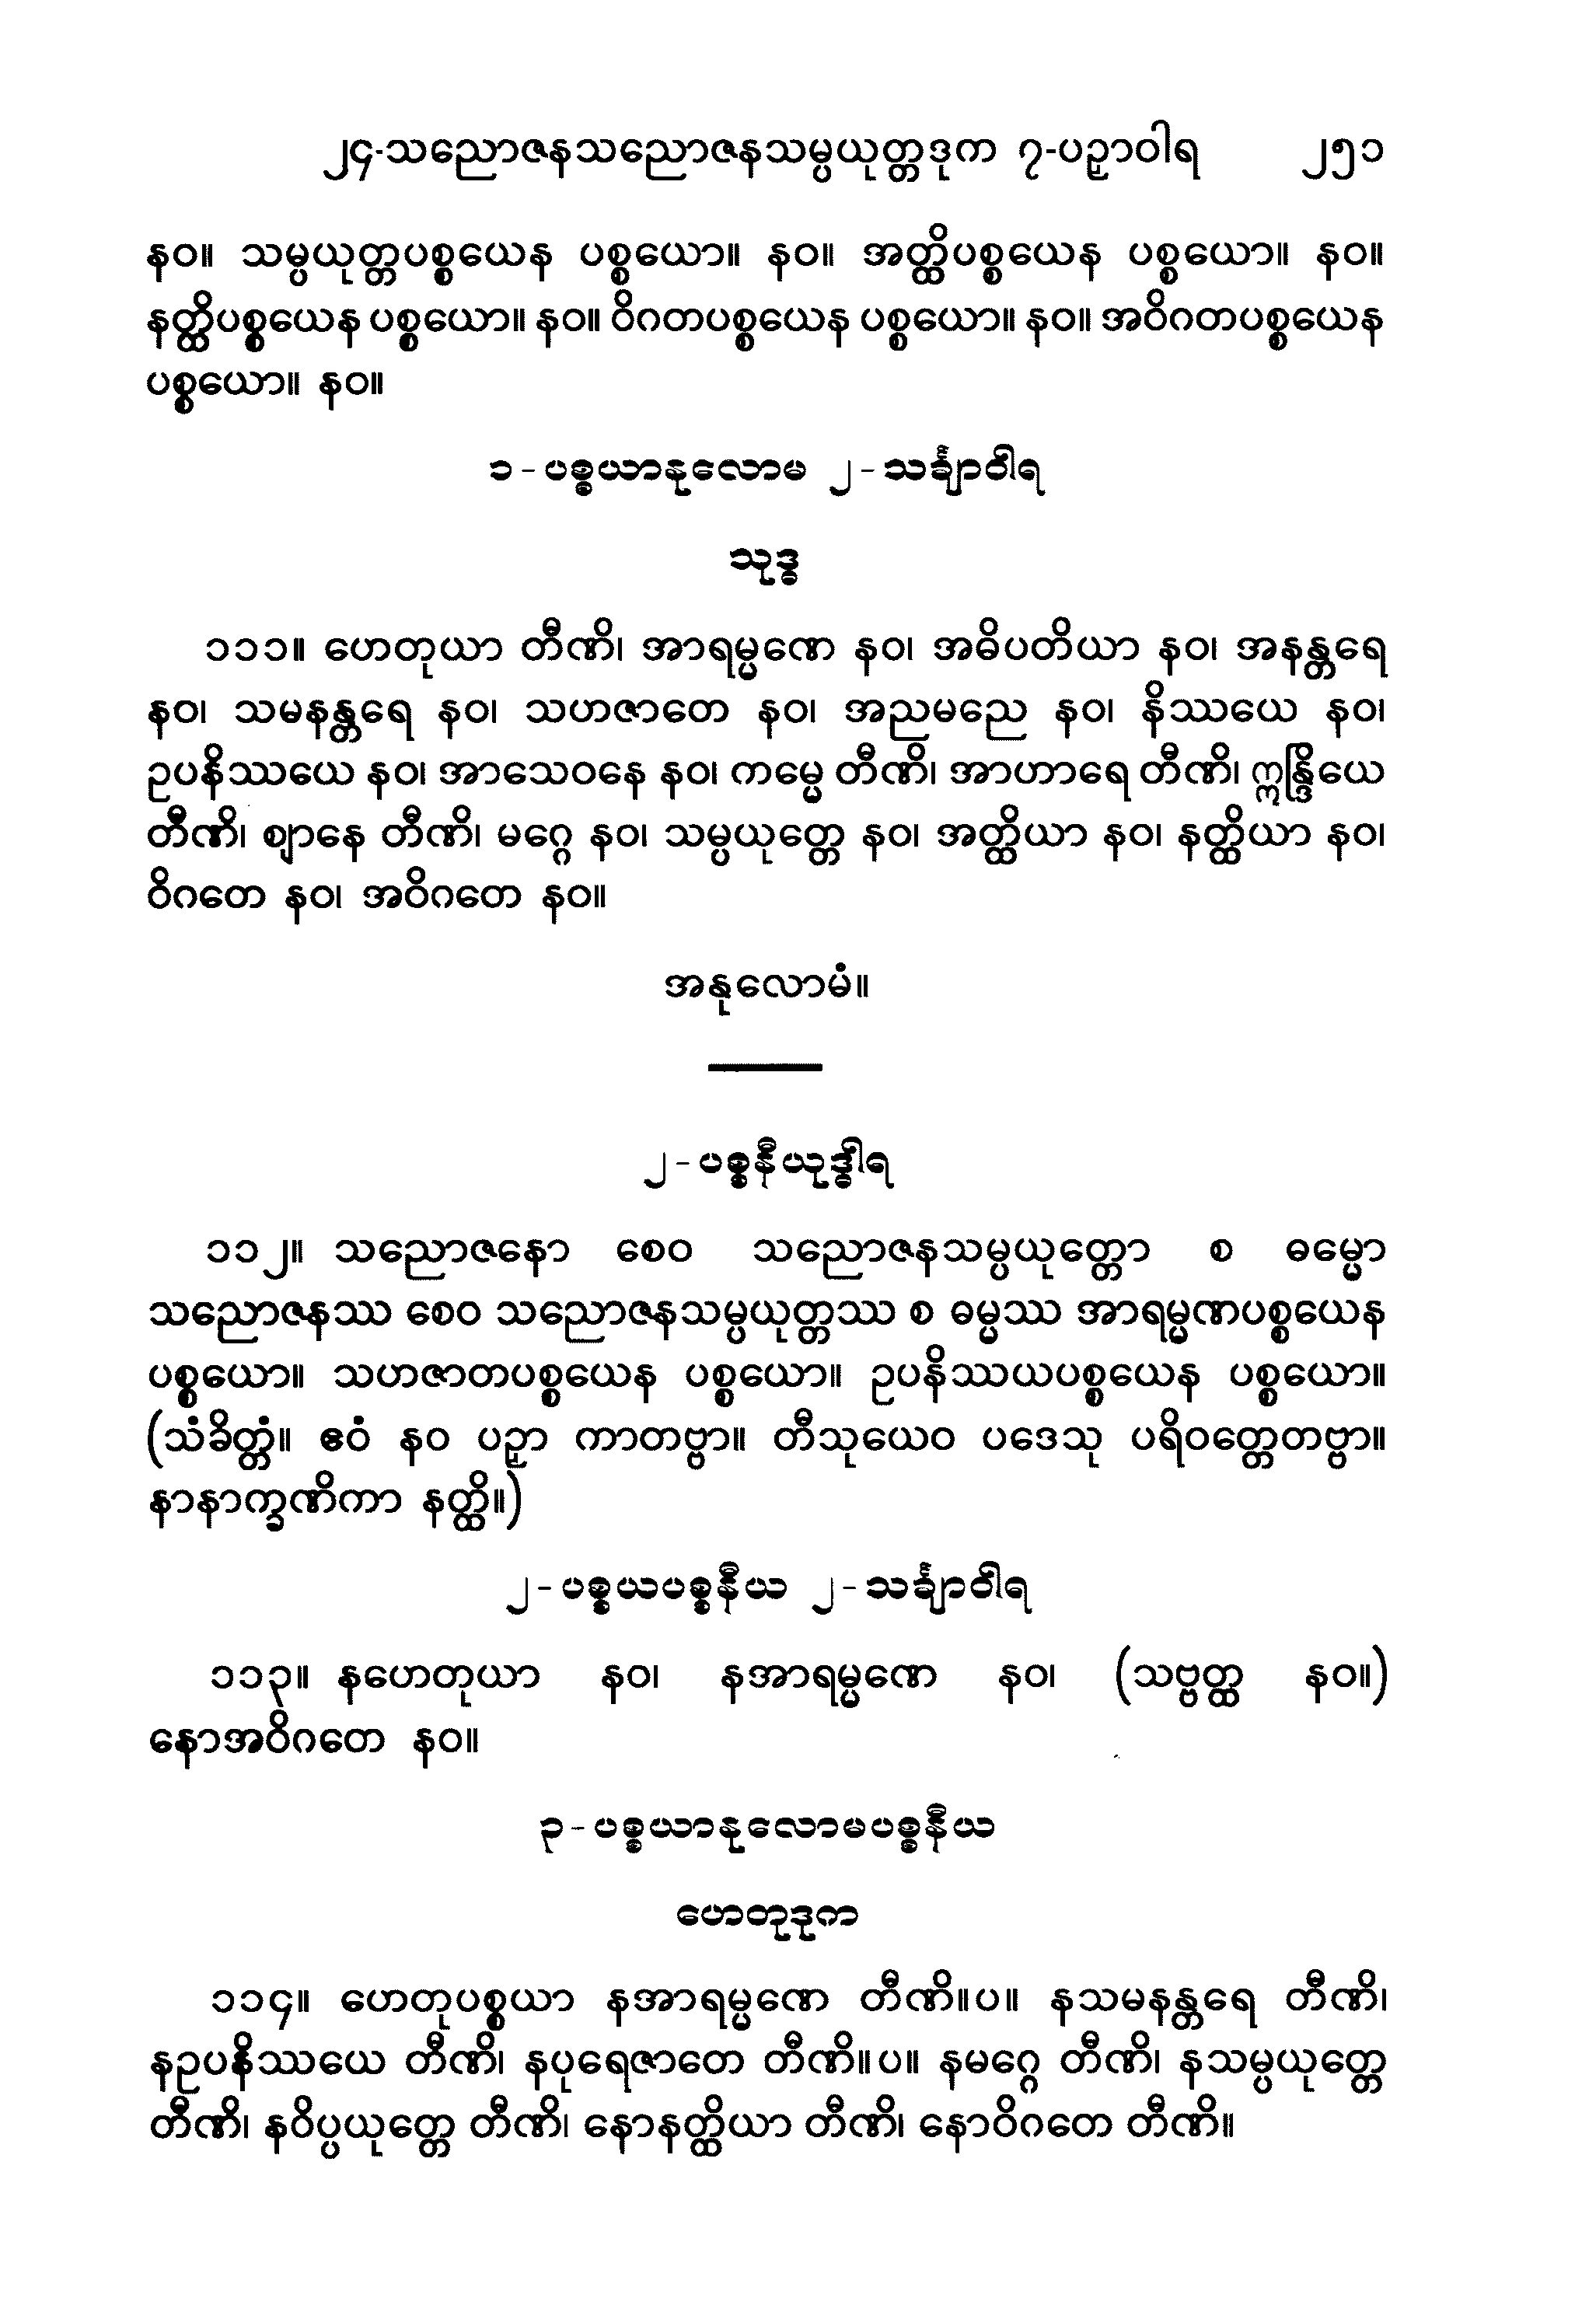 ၂၄-သညောဇနသညောဇနသမ္ပယုတ္တဒုက ၇-ပဉှာဝါရ ၂၅၁
နဝ။ သမ္ပယုတ္တပစ္စယေန ပစ္စယော။ နဝ။ အတ္ထိပစ္စယေန ပစ္စယော။ နဝ။
နတ္ထိပစ္စယေန ပစ္စယော။ နဝ။ ဝိဂတပစ္စယေန ပစ္စယော။ နဝ။ အဝိဂတပစ္စယေန
ပစ္စယော။ နဝ။
၁-ပစ္စယာနုလောမ ၂-သင်္ချာဝါရ
သုဒ္ဓ
၁၁၁။ ဟေတုယာ တီဏိ၊ အာရမ္မဏေ နဝ၊ အဓိပတိယာ နဝ၊ အနန္တရေ
နဝ၊ သမနန္တရေ နဝ၊ သဟဇာတေ နဝ၊ အညမညေ နဝ၊ နိဿယေ နဝ၊
ဥပနိဿယေ နဝ၊ အာသေဝနေ နဝ၊ ကမ္မေ တီဏိ၊ အာဟာရေ တီဏိ၊ ဣန္ဒြိယေ
တီဏိ၊ ဈာနေ တီဏိ၊ မဂ္ဂေ နဝ၊ သမ္ပယုတ္တေ နဝ၊ အတ္ထိယာ နဝ၊ နတ္ထိယာ နဝ၊
ဝိဂတေ နဝ၊ အဝိဂတေ နဝ။
အနုလောမံ။
၂-ပစ္စနီယုဒ္ဓါရ
၁၁၂။ သညောဇနော စေဝ သညောဇနသမ္ပယုတ္တော စ ဓမ္မော
သညောဇနဿ စေဝ သညောဇနသမ္ပယုတ္တဿ စ ဓမ္မဿ အာရမ္မဏပစ္စယေန
ပစ္စယော။ သဟဇာတပစ္စယေန ပစ္စယော။ ဥပနိဿယပစ္စယေန ပစ္စယော။
(သံခိတ္တံ။ ဧဝံ နဝ ပဉှာ ကာတဗ္ဗာ။ တီသုယေဝ ပဒေသု ပရိဝတ္တေတဗ္ဗာ။
နာနာက္ခဏိကာ နတ္ထိ။)
၂-ပစ္စယပစ္စနီယ ၂-သင်္ချာဝါရ
၁၁၃။ နဟေတုယာ နဝ၊ နအာရမ္မဏေ နဝ၊ (သဗ္ဗတ္ထ နဝ။)
နောအဝိဂတေ နဝ။
၃-ပစ္စယာနုလောမပစ္စနီယ
ဟေတုဒုက
၁၁၄။ ဟေတုပစ္စယာ နအာရမ္မဏေ တီဏိ။ပ။ နသမနန္တရေ တီဏိ၊
နဥပနိဿယေ တီဏိ၊ နပုရေဇာတေ တီဏိ။ပ။ နမဂ္ဂေ တီဏိ၊ နသမ္ပယုတ္တေ
တီဏိ၊ နဝိပ္ပယုတ္တေ တီဏိ၊ နောနတ္ထိယာ တီဏိ၊ နောဝိဂတေ တီဏိ။